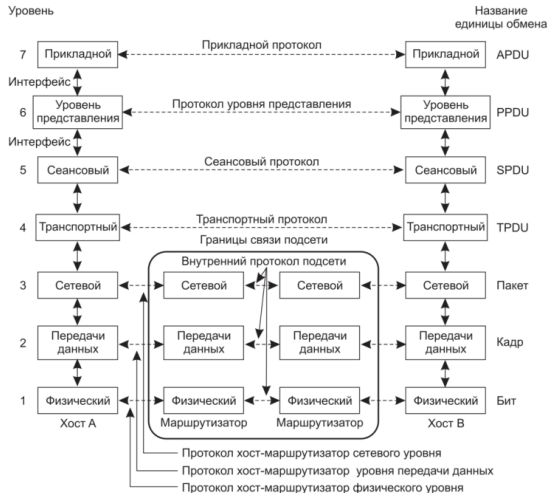 Уровень
Название
единицы обмена
7
Прикладной
Прикладной протокол
Прикладной
APDU
Интерфейс
6
Уровень
представления
Протокол уровня представления
Уровень
представления
PPDU
Интерфейс
5
Сеансовый
Сеансовый протокол
Сеансовый
SPDU
4
Транспортный
Транспортный протокол
Транспортный
TPDU
Границы связи подсети
Внутренний протокол подсети
3
Сетевой
Сетевой
Сетевой
Сетевой
Пакет
2
Передачи
данных
Передачи
данных
Передачи
данных
Передачи
данных
Кадр
1
Физический
Физический
Физический
Физический
Бит
Хост А
Маршрутизатор
Маршрутизатор
Хост В
Протокол хост-маршрутизатор сетевого уровня
Протокол хост-маршрутизатор уровня передачи данных
Протокол хост-маршрутизатор физического уровня